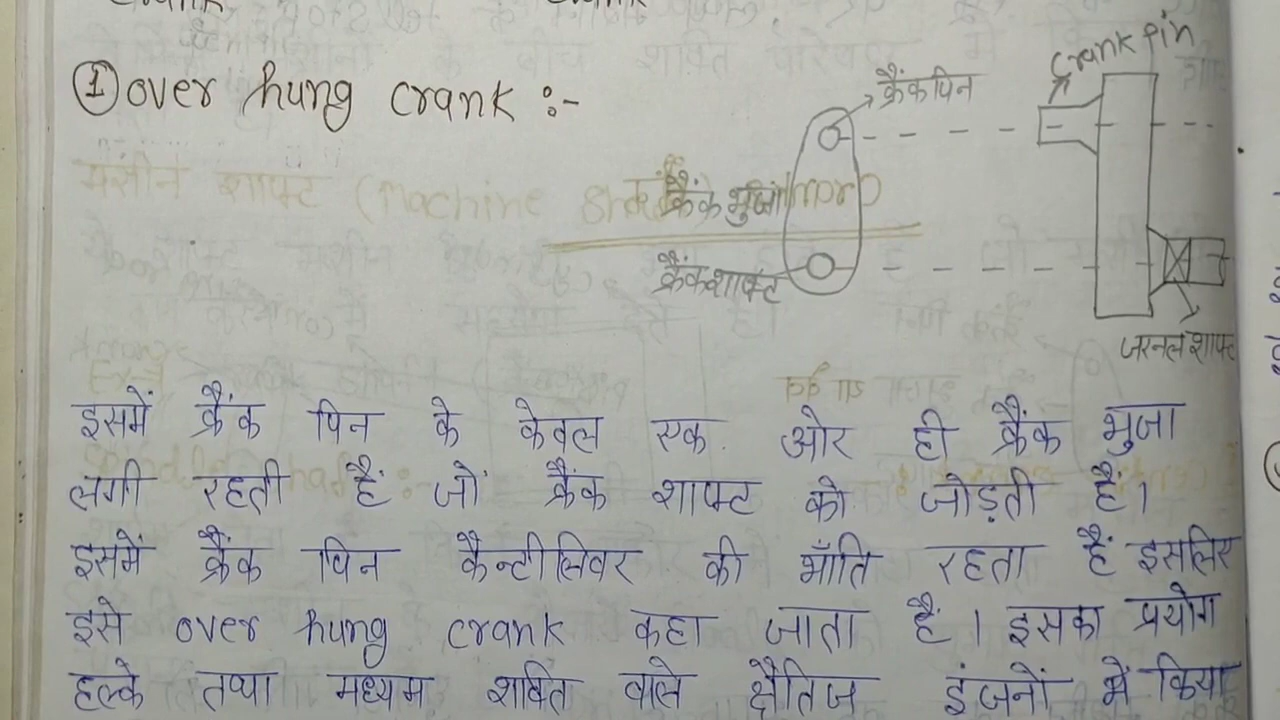 ① over hung crank :-
क्रैंक पिन
crank pin
क्रैंक भुजा
क्रैंक शाफ्ट
जरनल शाफ्ट
इसमें क्रैंक पिन के केवल एक ओर ही क्रैंक भुजा
लगी रहती हैं जों क्रैंक शाफ्ट को जोड़ती हैं।
इसमें क्रैंक पिन कैन्टीलिवर की भाँति रहता हैं इसलिए
इसे over hung crank कहा जाता हैं। इसका प्रयोग
हल्के तथा मध्यम शक्ति वाले क्षैतिज इंजनों में किया